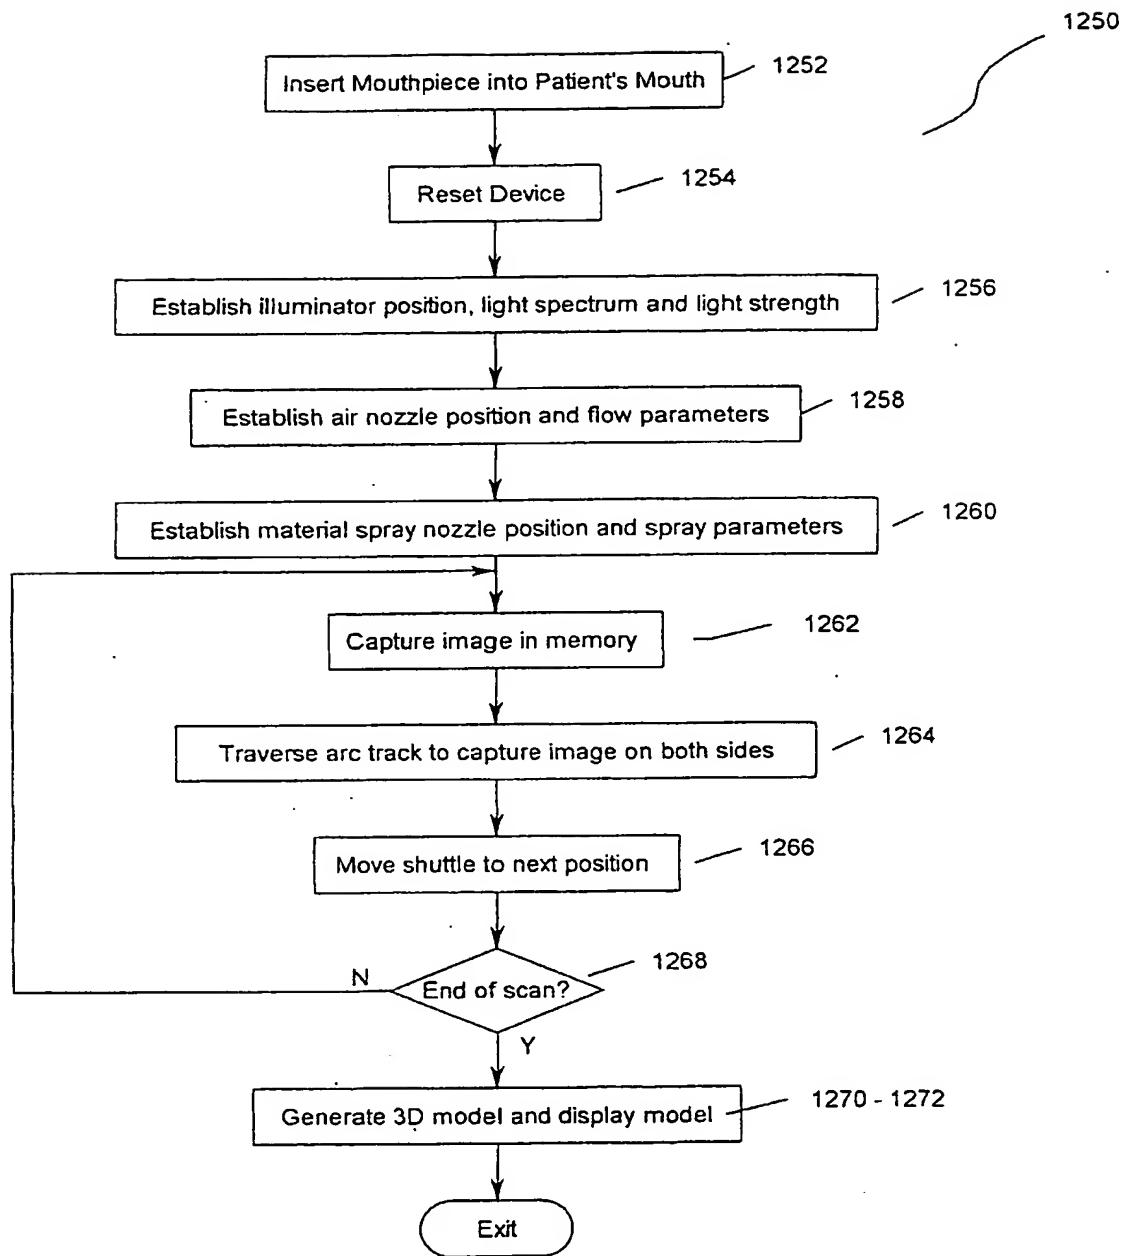 1250
Insert Mouthpiece into Patient's Mouth
1252
Reset Device
1254
Establish illuminator position, light spectrum and light strength
1256
Establish air nozzle position and flow parameters
1258
Establish material spray nozzle position and spray parameters
1260
Capture image in memory
1262
Traverse arc track to capture image on both sides
1264
Move shuttle to next position
1266
End of scan?
1268
N
Y
Generate 3D model and display model
1270 - 1272
Exit